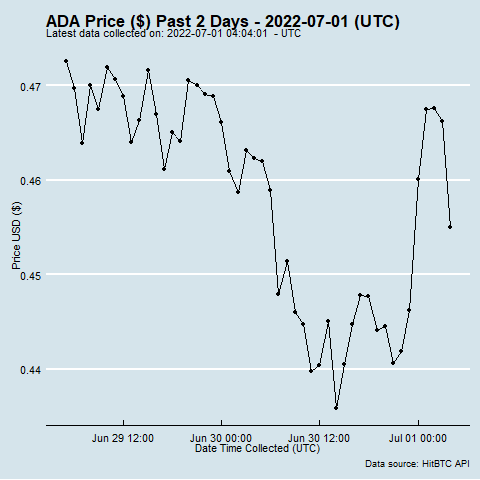 ADA Price ($) Past 2 Days - 2022-07-01 (UTC)
Latest data collected on: 2022-07-01 04:04:01 - UTC
0.47
0.46
0.45
0.44
Price USD ($)
Jun 29 12:00 Jun 30 00:00 Jun 30 12:00 Jul 01 00:00
Date Time Collected (UTC)
Data source: HitBTC API